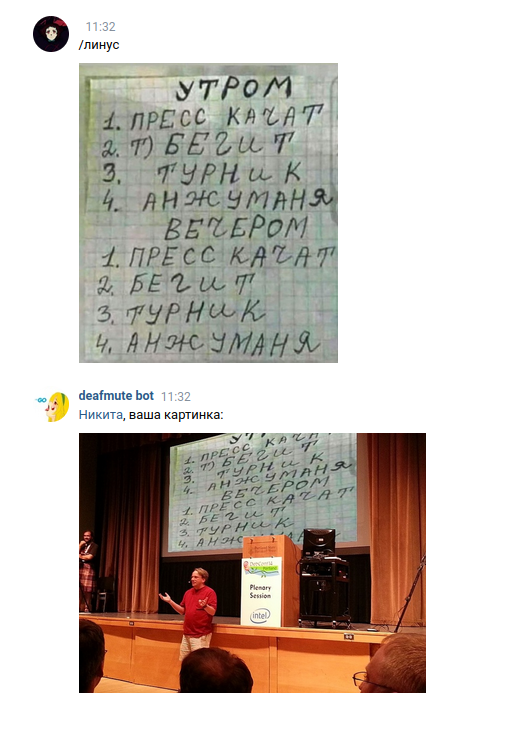 11:32
/линус
УТРОМ
1. ПРЕСС КАЧАТ
2. Т) БЕГИТ
3. ТУРНИК
4. АНЖУМАНЯ
ВЕЧЕРОМ
1. ПРЕСС КАЧАТ
2. БЕГИТ
3. ТУРНИК
4. АНЖУМАНЯ
deafmute bot 11:32
Никита, ваша картинка:
УТРОМ
1. ПРЕСС КАЧАТ
2. Т) БЕГИТ
3. ТУРНИК
4. АНЖУМАНЯ
ВЕЧЕРОМ
1. ПРЕСС КАЧАТ
2. БЕГИТ
3. ТУРНИК
4. АНЖУМАНЯ
Plenary
Session
intel